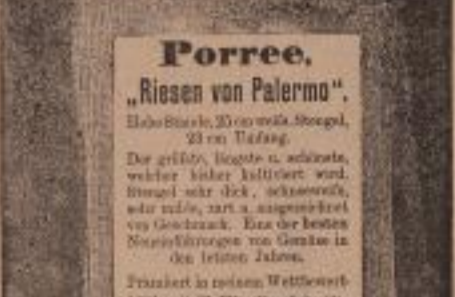 Porree.
„Riesen von Palermo“.
Hohe Staude, 25 cm weiße Stengel,
23 cm Umfang.
Der größte, längste u. schönste,
welcher bisher kultiviert wird.
Stengel sehr dick, schneeweiß,
sehr milde, zart u. ausgezeichnet
von Geschmack. Eine der besten
Neueinführungen von Gemüse in
den letzten Jahren.
Prämiiert in meinem Wettbewerb